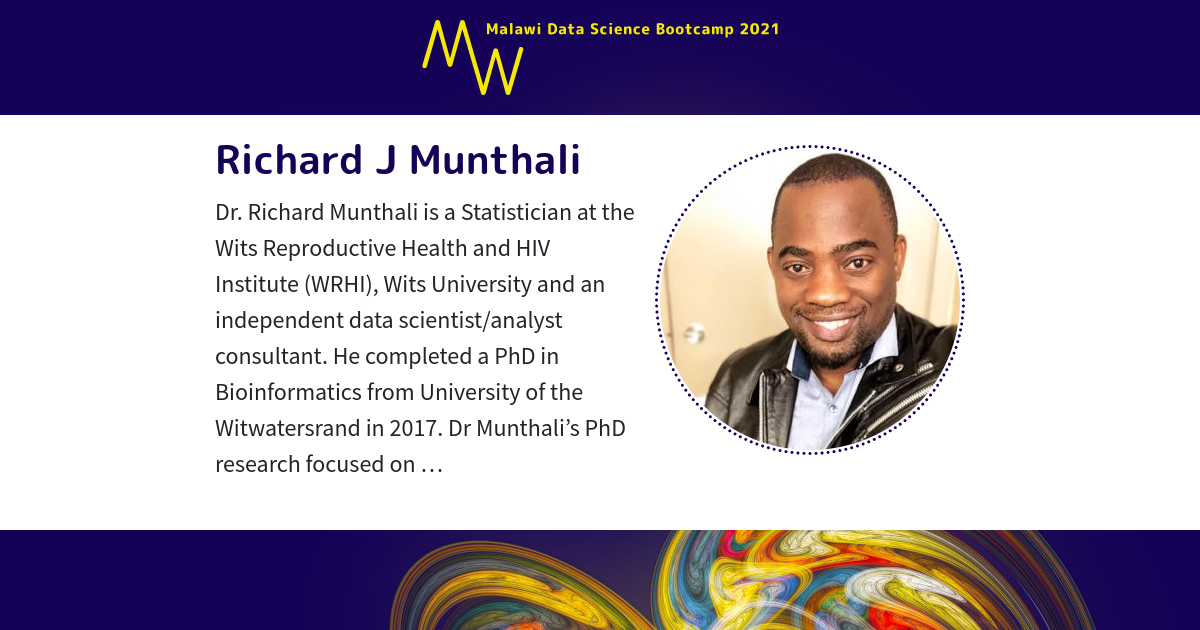 Malawi Data Science Bootcamp 2021
MW
Richard J Munthali
Dr. Richard Munthali is a Statistician at the
Wits Reproductive Health and HIV
Institute (WRHI), Wits University and an
independent data scientist/analyst
consultant. He completed a PhD in
Bioinformatics from University of the
Witwatersrand in 2017. Dr Munthali’s PhD
research focused on …